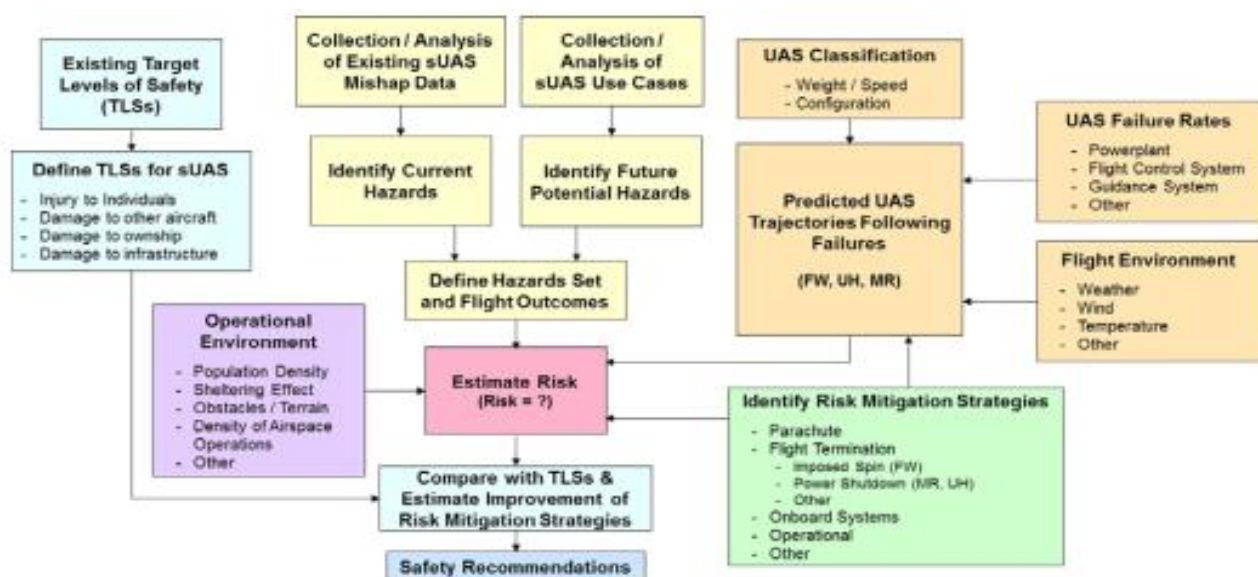 Existing Target
Levels of Safety
(TLSs)
Define TLSs for sUAS
- Injury to Individuals
- Damage to other aircraft
- Damage to ownship
- Damage to infrastructure
Collection / Analysis
of Existing sUAS
Mishap Data
Collection /
Analysis of
sUAS Use Cases
Identify Current
Hazards
Identify Future
Potential Hazards
Define Hazards Set
and Flight Outcomes
Operational
Environment
- Population Density
- Sheltering Effect
- Obstacles / Terrain
- Density of Airspace
Operations
- Other
Estimate Risk
(Risk = ?)
Compare with TLSs &
Estimate Improvement of
Risk Mitigation Strategies
Safety Recommendations
UAS Classification
- Weight / Speed
- Configuration
Predicted UAS
Trajectories Following
Failures
(FW, UH, MR)
UAS Failure Rates
- Powerplant
- Flight Control System
- Guidance System
- Other
Flight Environment
- Weather
- Wind
- Temperature
- Other
Identify Risk Mitigation Strategies
- Parachute
- Flight Termination
- Imposed Spin (FW)
- Power Shutdown (MR, UH)
- Other
- Onboard Systems
- Operational
- Other